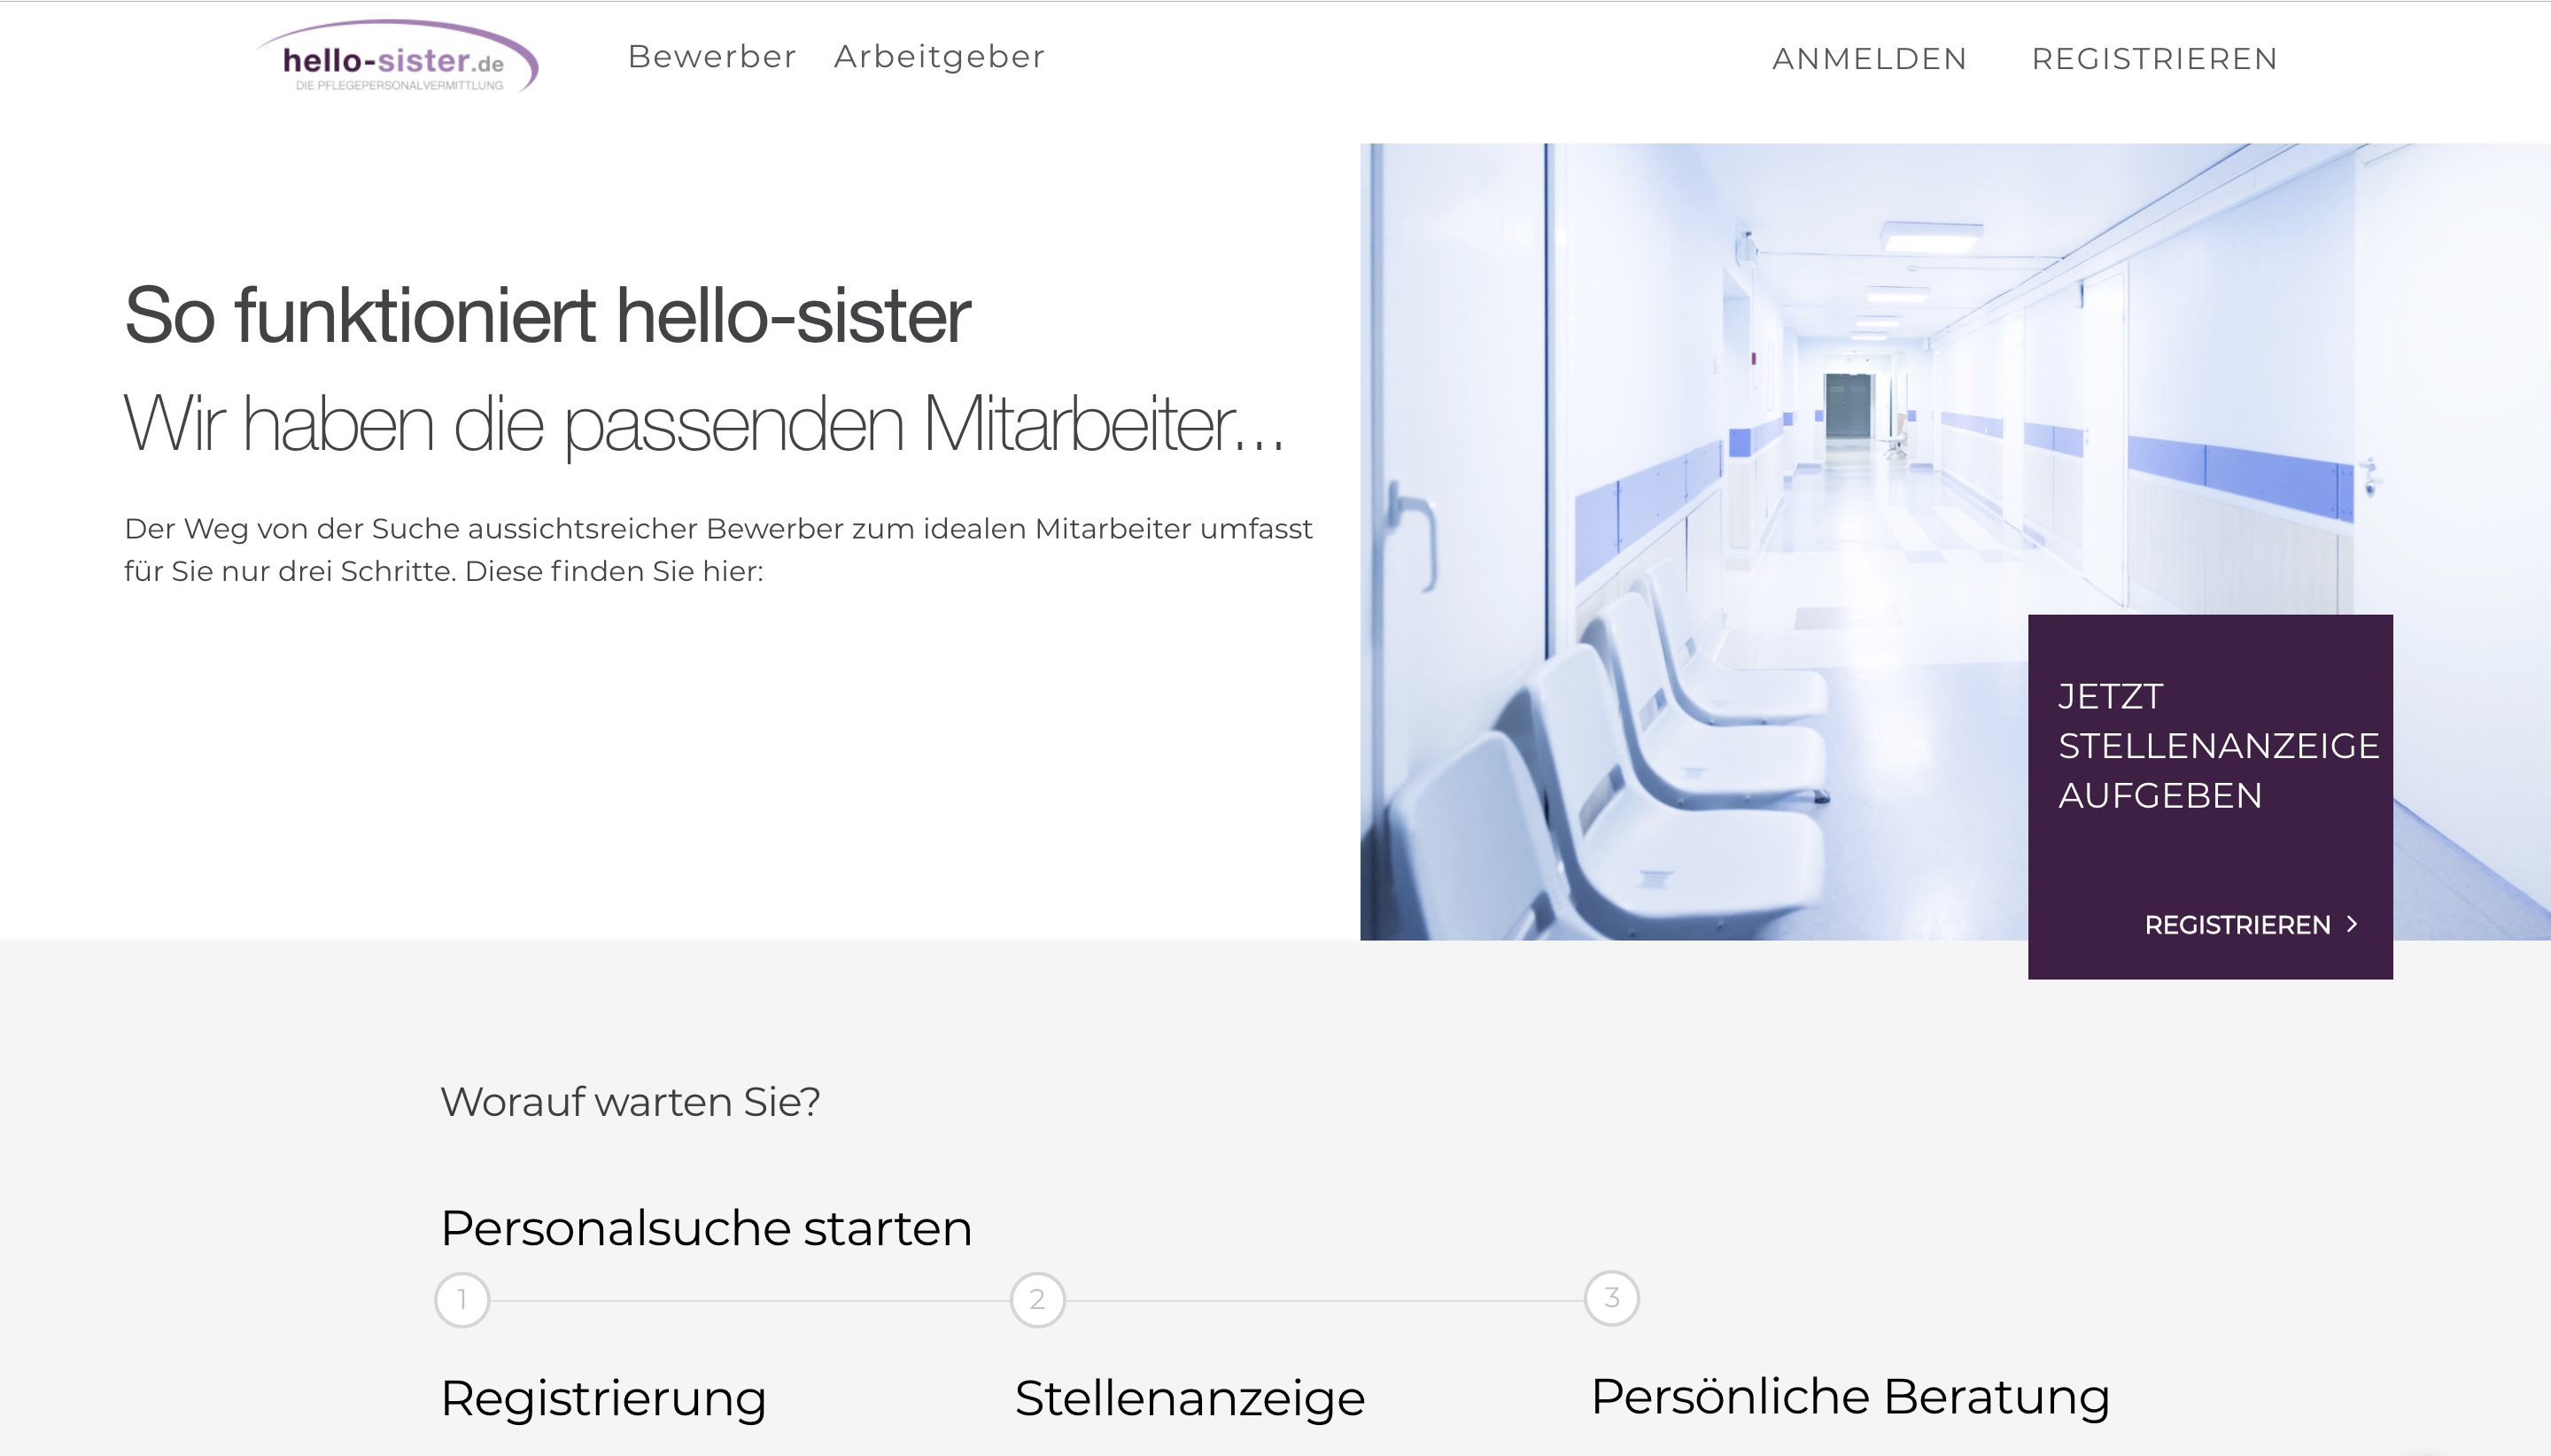 hello-sister.de
DIE PFLEGEPERSONALVERMITTLUNG
Bewerber
Arbeitgeber
ANMELDEN
REGISTRIEREN
So funktioniert hello-sister
Wir haben die passenden Mitarbeiter...
Der Weg von der Suche aussichtsreicher Bewerber zum idealen Mitarbeiter umfasst
für Sie nur drei Schritte. Diese finden Sie hier:
JETZT
STELLENANZEIGE
AUFGEBEN
REGISTRIEREN >
Worauf warten Sie?
Personalsuche starten
1
2
3
Registrierung
Stellenanzeige
Persönliche Beratung